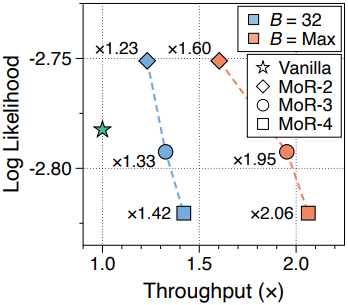 B = 32
B = Max
Vanilla
MoR-2
MoR-3
MoR-4
Log Likelihood
-2.75
-2.80
×1.23
×1.60
×1.33
×1.95
×1.42
×2.06
1.0
1.5
2.0
Throughput (×)